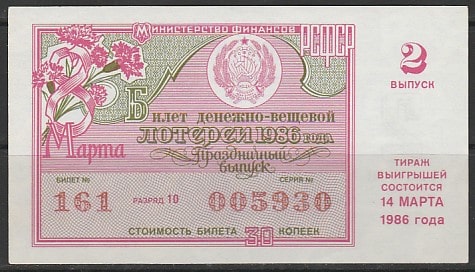 Министерство финансов РСФСР
8 Марта
Билет денежно-вещевой
лотереи 1986 года
Праздничный
выпуск
БИЛЕТ №
161
РАЗРЯД 10
СЕРИЯ №
005930
СТОИМОСТЬ БИЛЕТА 30 КОПЕЕК
2
ВЫПУСК
ТИРАЖ
ВЫИГРЫШЕЙ
СОСТОИТСЯ
14 МАРТА
1986 года